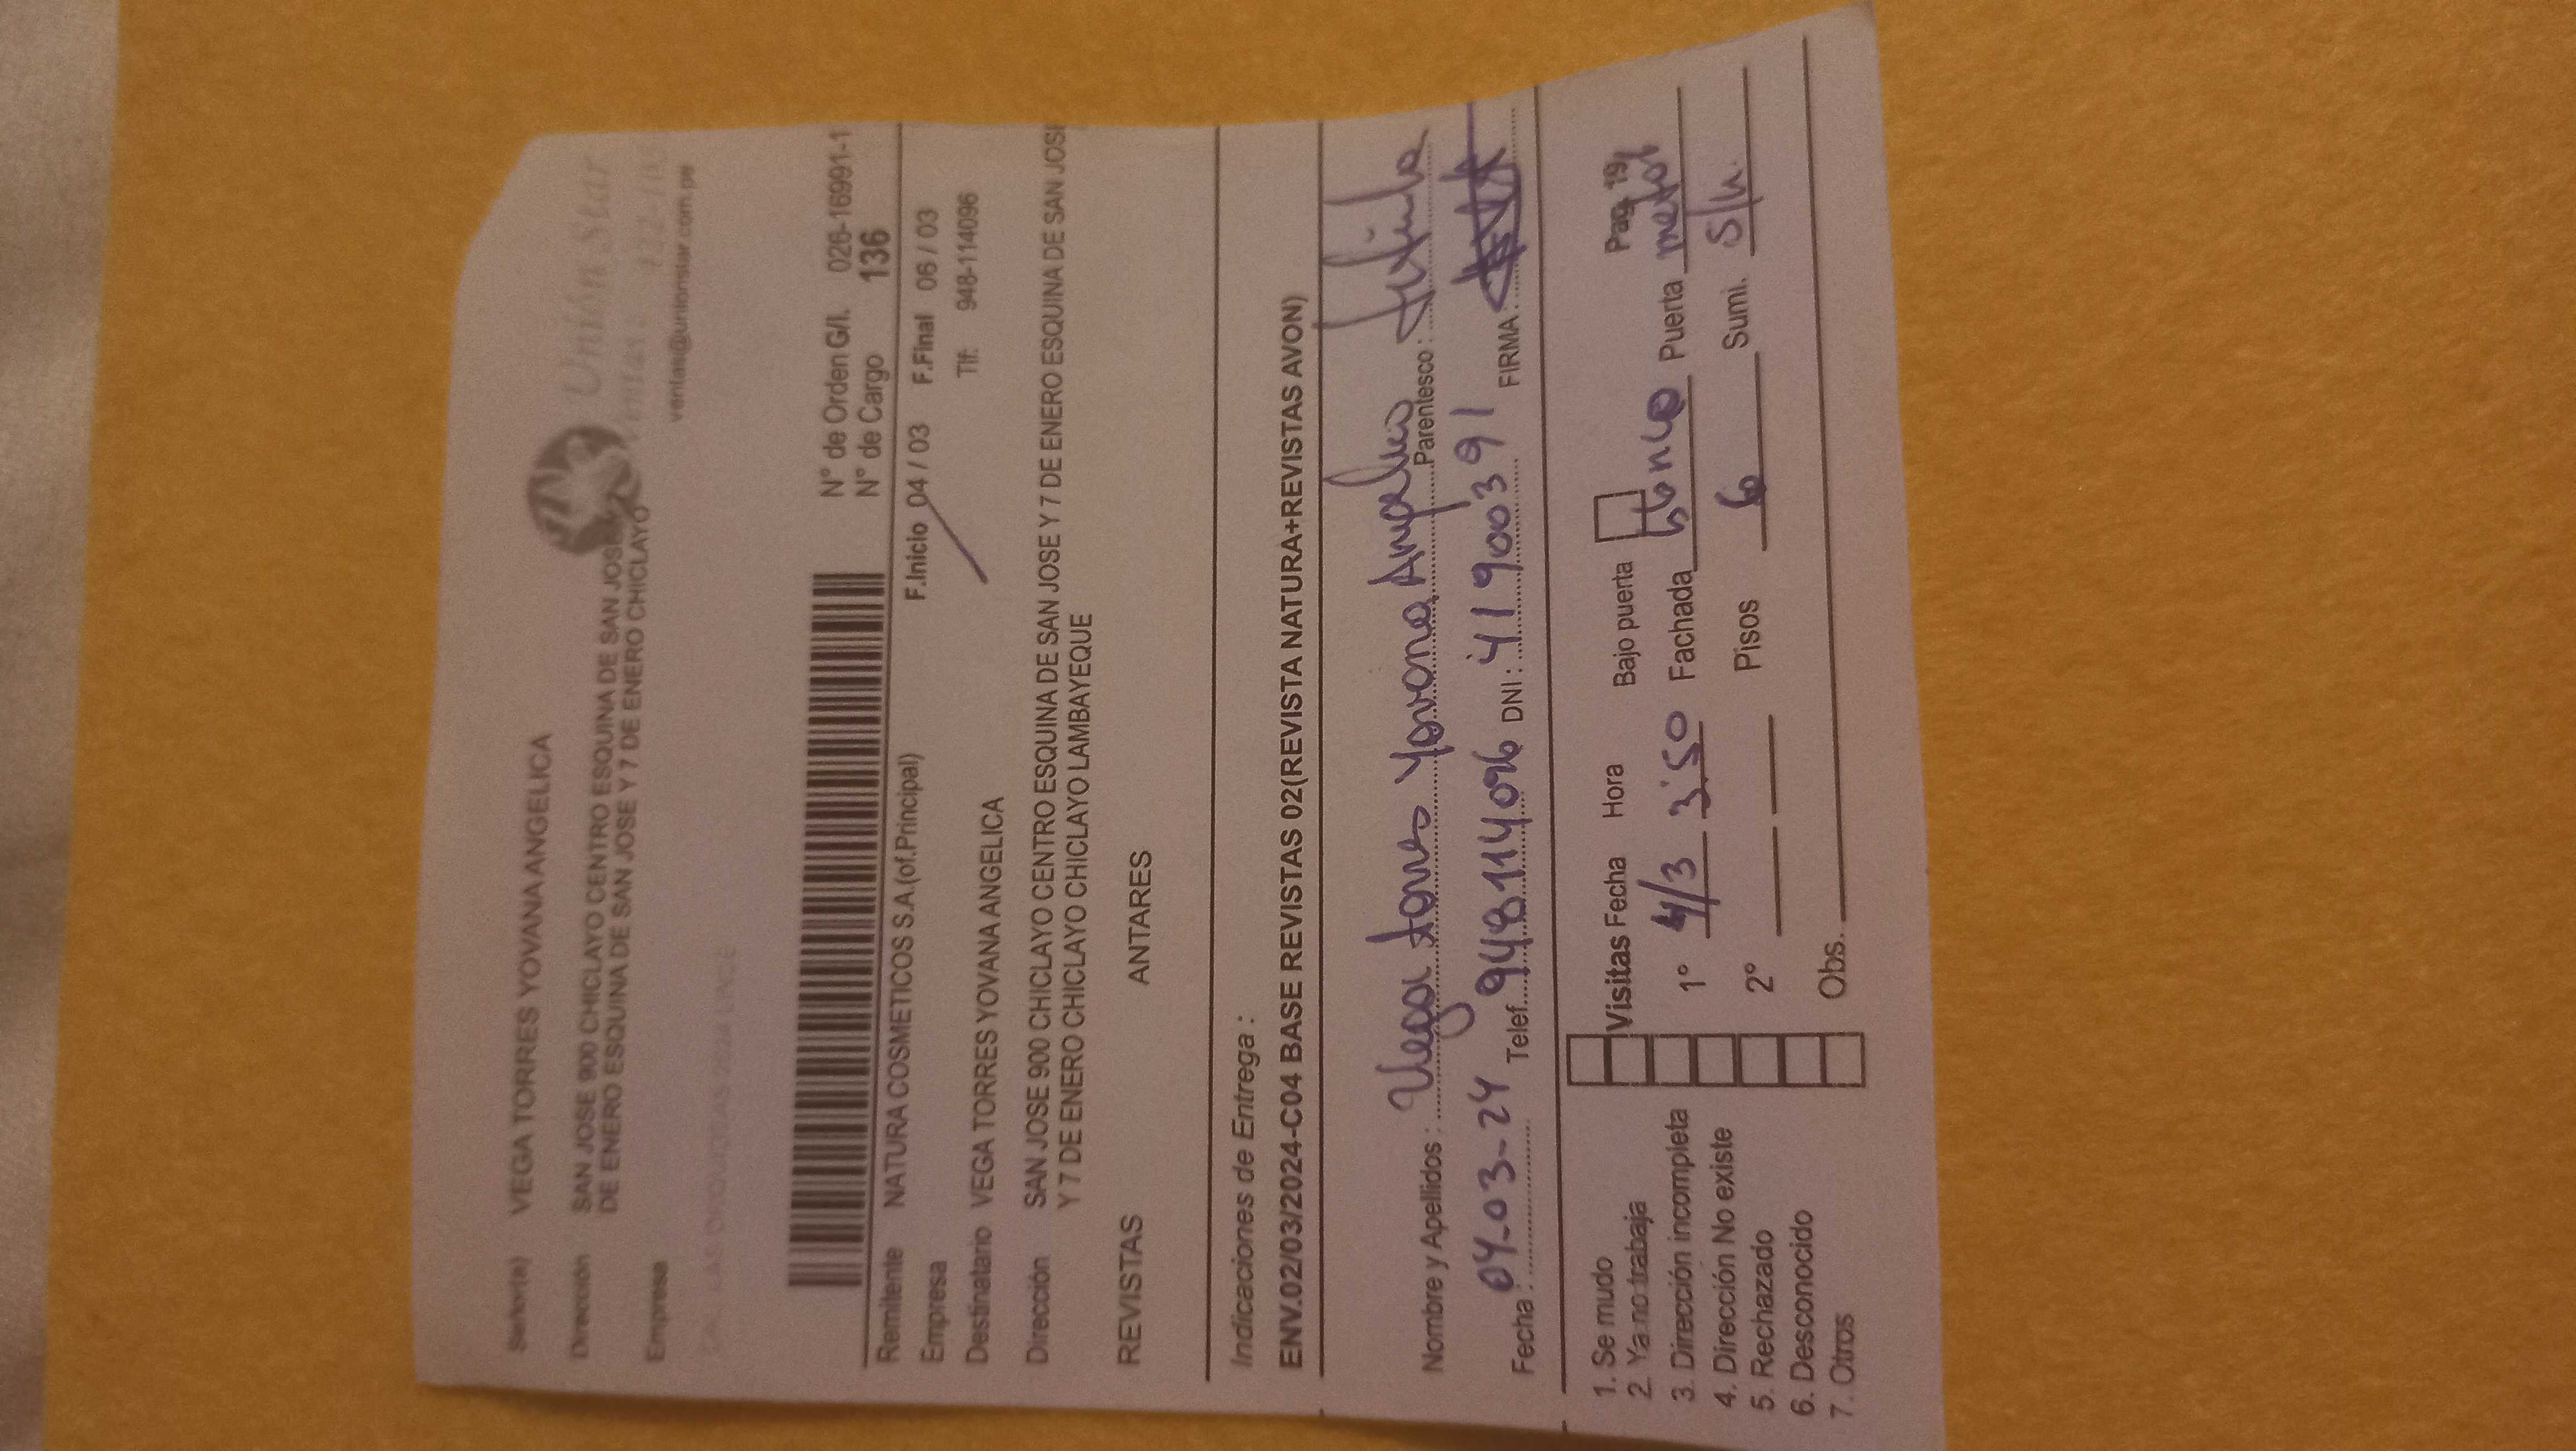 Señor(a) VEGA TORRES YOVANA ANGELICA
Unión Star
Dirección SAN JOSE 900 CHICLAYO CENTRO ESQUINA DE SAN JOSE
DE ENERO ESQUINA DE SAN JOSE Y 7 DE ENERO CHICLAYO
ventas@unionstar.com.pe
Empresa
N° de Orden G/I. 026-16991-1
N° de Cargo 136
Remitente NATURA COSMETICOS S.A.(of.Principal)
F.Inicio 04 / 03 F.Final 06 / 03
Empresa
Tlf: 948-114096
Destinatario VEGA TORRES YOVANA ANGELICA
Dirección SAN JOSE 900 CHICLAYO CENTRO ESQUINA DE SAN JOSE Y 7 DE ENERO ESQUINA DE SAN JOSE
Y 7 DE ENERO CHICLAYO CHICLAYO LAMBAYEQUE
REVISTAS ANTARES
Indicaciones de Entrega :
ENV.02/03/2024-C04 BASE REVISTAS 02(REVISTA NATURA+REVISTAS AVON)
Nombre y Apellidos : Vega Torres Yovana Angelica Parentesco : titular
Fecha : 04-03-24 Telef. 948114096 DNI : 41900391 FIRMA :
1. Se mudo Visitas Fecha Hora Bajo puerta Pag 19
2. Ya no trabaja 1° 4/3 3:50 Fachada blanco Puerta metal
3. Dirección incompleta 2° Pisos 6 Sumi. S/N.
4. Dirección No existe
5. Rechazado Obs.
6. Desconocido
7. Otros